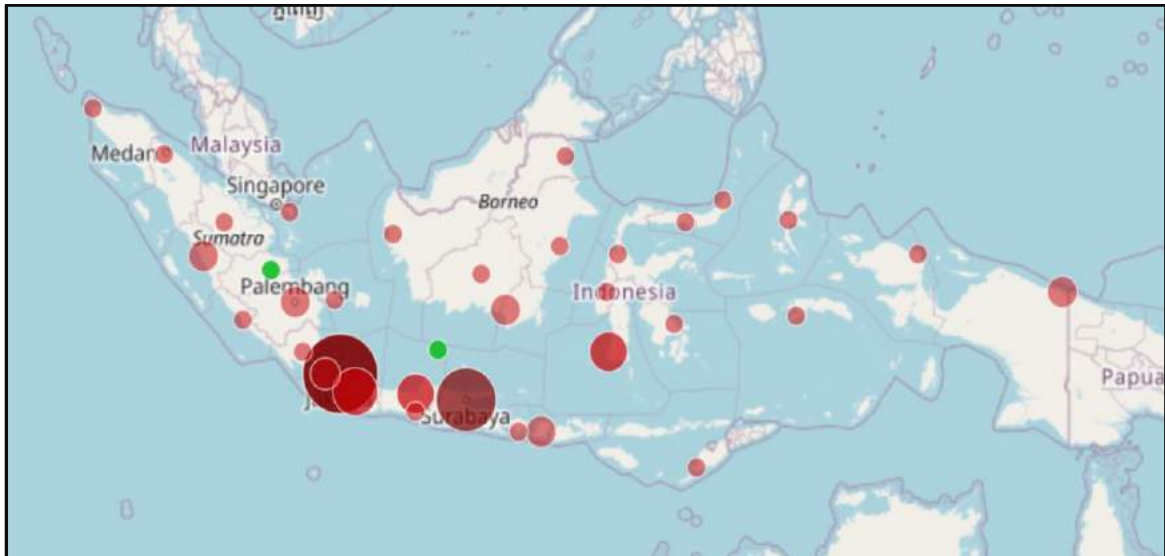 Medan
Malaysia
Singapore
Borneo
Sumatra
Palembang
Indonesia
Surabaya
Papua